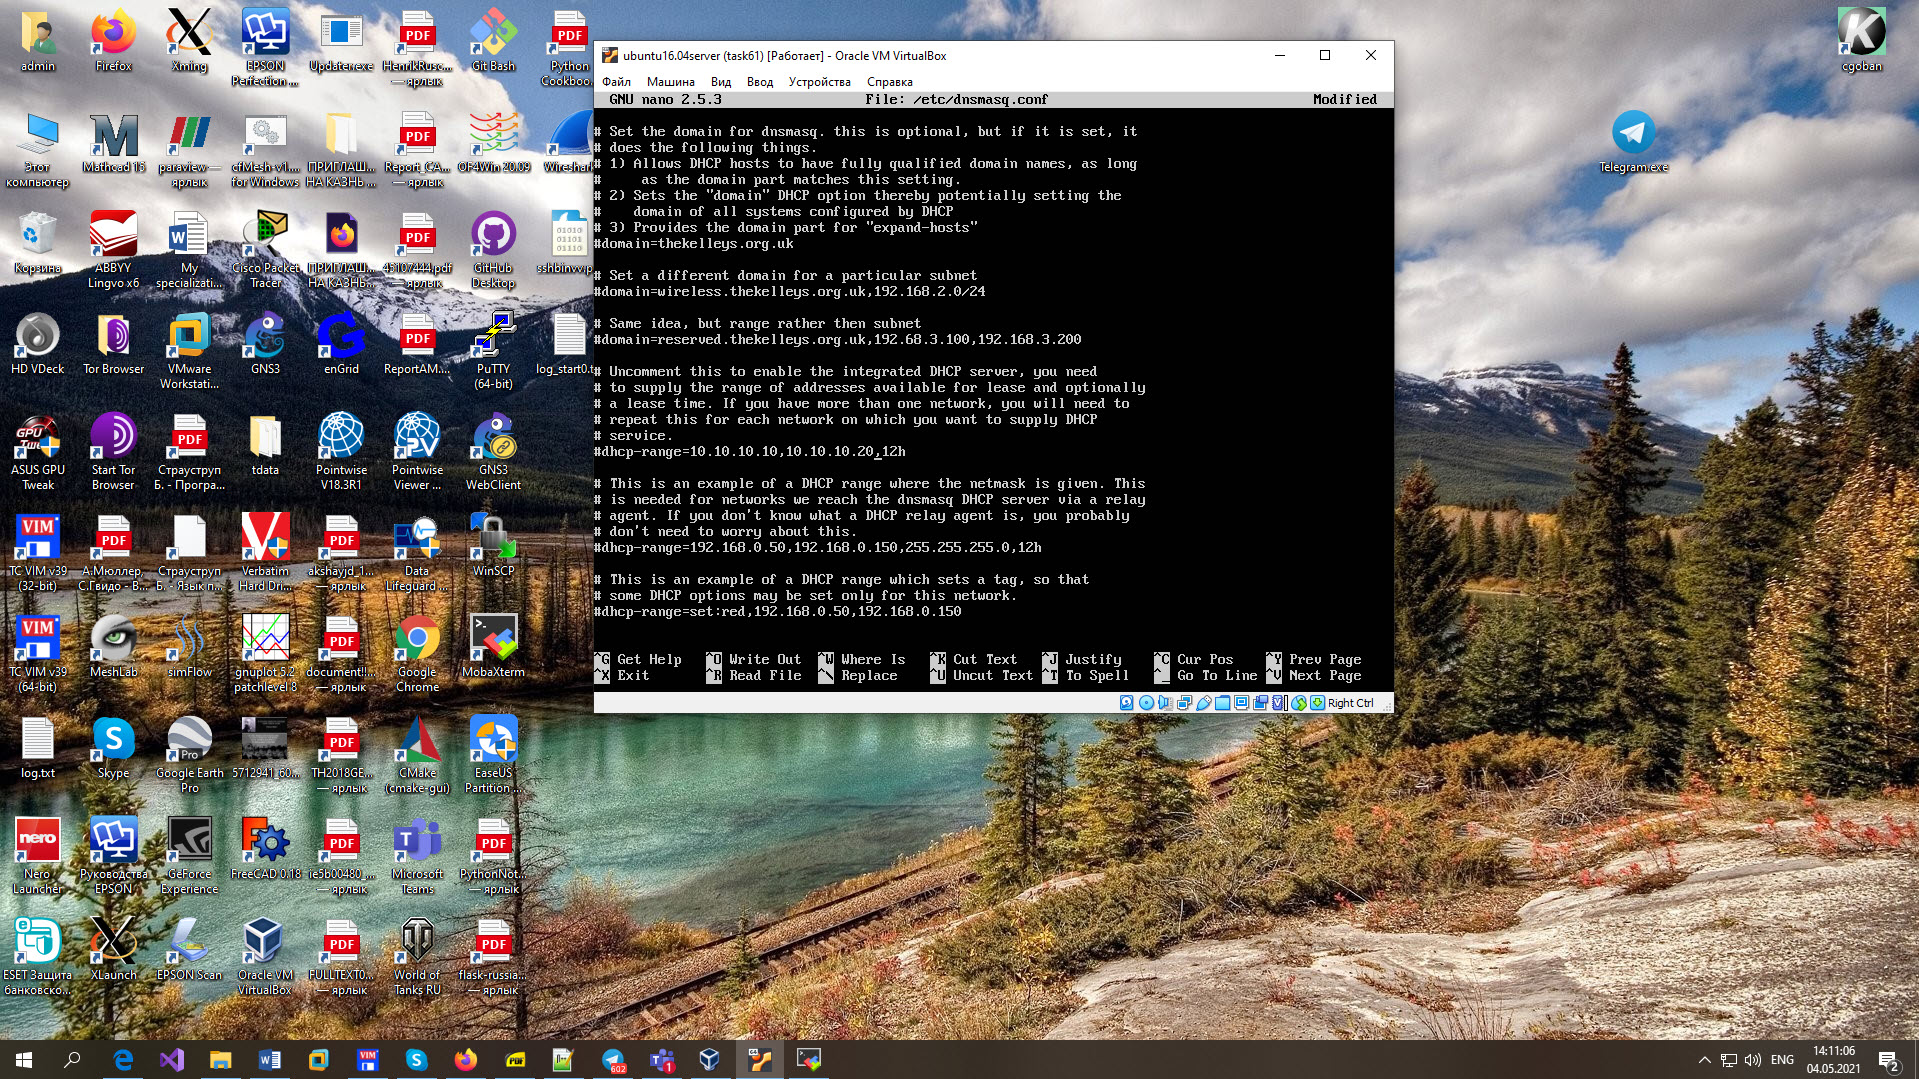 admin
Firefox
Xming
EPSON
Perfection ...
Updater.exe
HenrikRusc...
— ярлык
Git Bash
Python
Cookboo...
Этот
компьютер
Mathcad 15
paraview—
ярлык
cfMesh-v1....
for Windows
ПРИГЛАШ...
НА КАЗНЬ ...
Report_CA...
— ярлык
OF4Win 20.09
Wireshark
Корзина
ABBYY
Lingvo x6
My
specializati...
Cisco Packet
Tracer
ПРИГЛАШ...
НА КАЗНЬ...
45107444.pdf
— ярлык
GitHub
Desktop
HD VDeck
Tor Browser
VMware
Workstati...
GNS3
enGrid
ReportAM....
PuTTY
(64-bit)
ASUS GPU
Tweak
Start Tor
Browser
Страуструп
Б. - Програ...
tdata
Pointwise
V18.3R1
Pointwise
Viewer ...
GNS3
WebClient
TC VIM v39
(32-bit)
А.Мюллер,
С.Гвидо - В...
Страуструп
Б. - Язык п...
Verbatim
Hard Dri...
akshayjd_1...
— ярлык
Data
Lifeguard ...
WinSCP
TC VIM v39
(64-bit)
MeshLab
simFlow
gnuplot 5.2
patchlevel 8
document!!...
— ярлык
Google
Chrome
MobaXterm
log.txt
Skype
Google Earth
Pro
5712941_60...
TH2018GE...
— ярлык
CMake
(cmake-gui)
EaseUS
Partition ...
Nero
Launcher
Руководства
EPSON
GeForce
Experience
FreeCAD 0.18
ie5b00480_...
— ярлык
Microsoft
Teams
PythonNot...
— ярлык
ESET Защита
банковско...
XLaunch
EPSON Scan
Oracle VM
VirtualBox
FULLTEXT0...
— ярлык
World of
Tanks RU
flask-russia...
— ярлык
cgoban
Telegram.exe
ubuntu16.04server (task61) [Работает] - Oracle VM VirtualBox
Файл Машина Вид Ввод Устройства Справка
GNU nano 2.5.3 File: /etc/dnsmasq.conf Modified
# Set the domain for dnsmasq. this is optional, but if it is set, it
# does the following things.
# 1) Allows DHCP hosts to have fully qualified domain names, as long
#     as the domain part matches this setting.
# 2) Sets the "domain" DHCP option thereby potentially setting the
#    domain of all systems configured by DHCP
# 3) Provides the domain part for "expand-hosts"
#domain=thekelleys.org.uk
# Set a different domain for a particular subnet
#domain=wireless.thekelleys.org.uk,192.168.2.0/24
# Same idea, but range rather then subnet
#domain=reserved.thekelleys.org.uk,192.68.3.100,192.168.3.200
# Uncomment this to enable the integrated DHCP server, you need
# to supply the range of addresses available for lease and optionally
# a lease time. If you have more than one network, you will need to
# repeat this for each network on which you want to supply DHCP
# service.
#dhcp-range=10.10.10.10,10.10.10.20,12h
# This is an example of a DHCP range where the netmask is given. This
# is needed for networks we reach the dnsmasq DHCP server via a relay
# agent. If you don't know what a DHCP relay agent is, you probably
# don't need to worry about this.
#dhcp-range=192.168.0.50,192.168.0.150,255.255.255.0,12h
# This is an example of a DHCP range which sets a tag, so that
# some DHCP options may be set only for this network.
#dhcp-range=set:red,192.168.0.50,192.168.0.150
^G Get Help ^O Write Out ^W Where Is ^K Cut Text ^J Justify ^C Cur Pos ^Y Prev Page
^X Exit ^R Read File ^\ Replace ^U Uncut Text ^T To Spell ^_ Go To Line ^V Next Page
Right Ctrl
ENG
14:11:06
04.05.2021